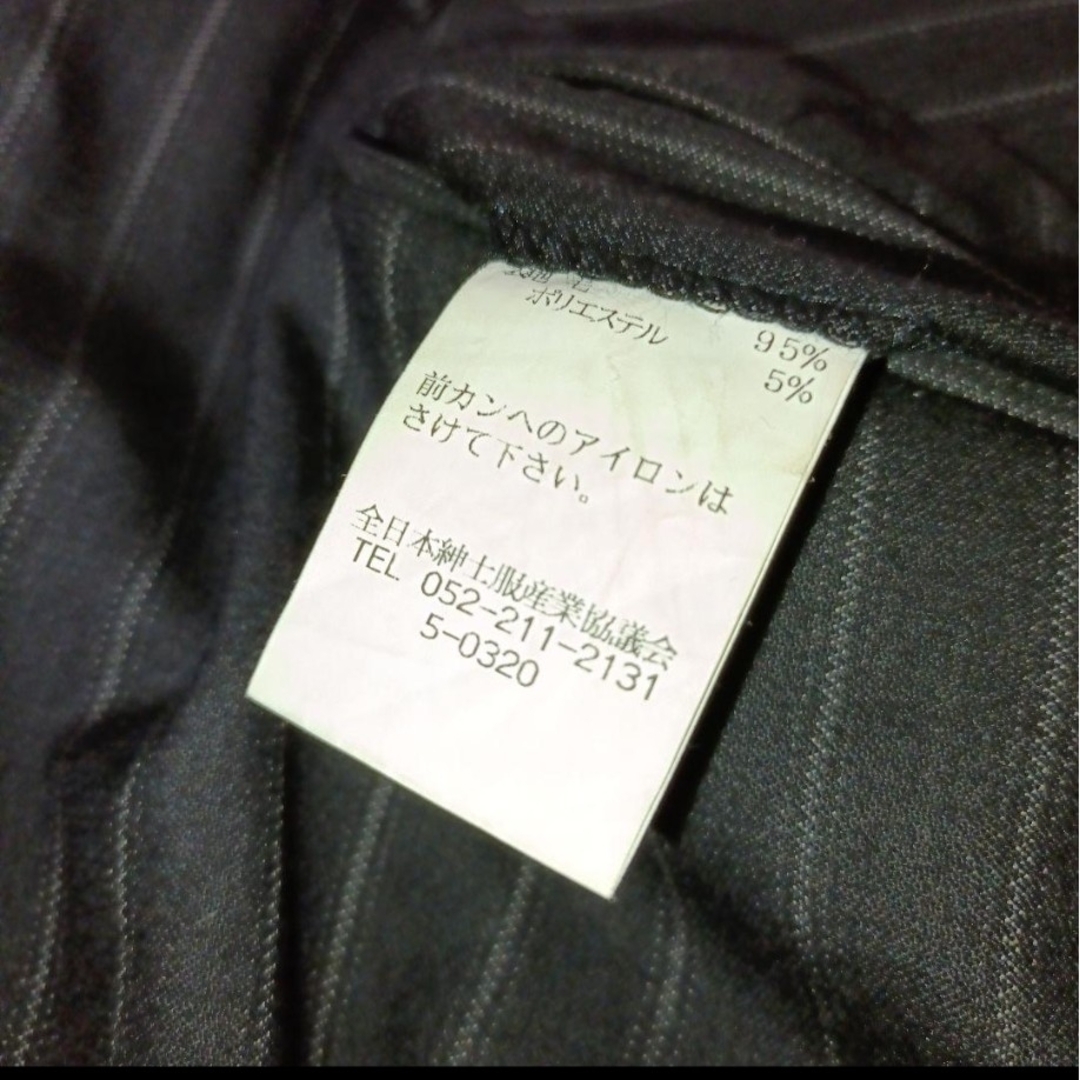 95%
ポリエステル 5%
前カンへのアイロンは
さけて下さい。
全日本紳士服産業協議会
TEL 052-211-2131
5-0320